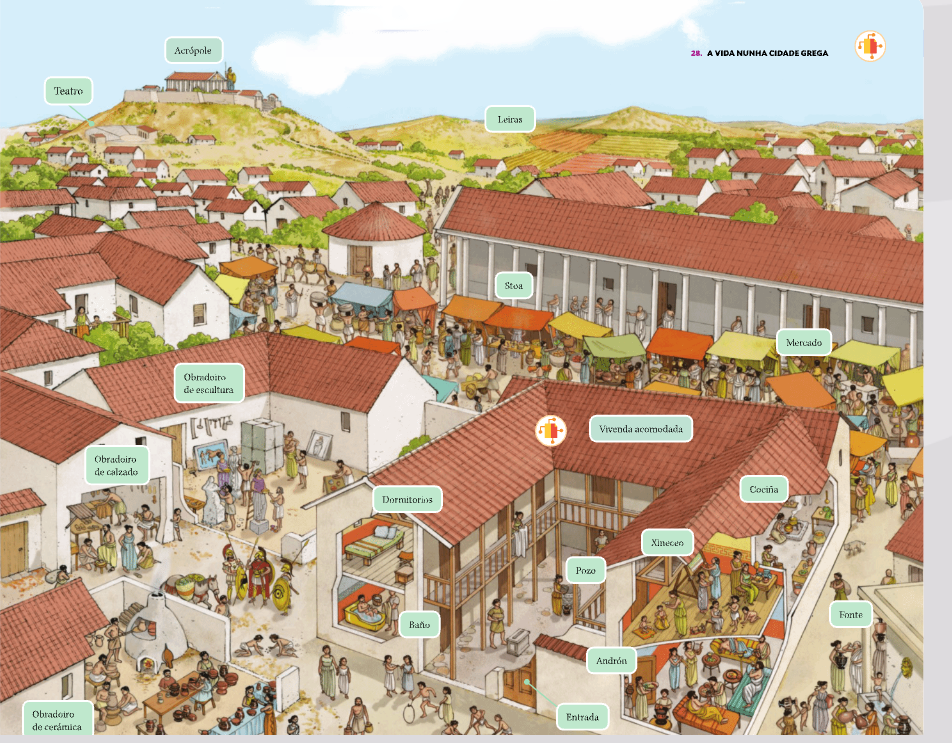 Acrópole
28. A VIDA NUNHA CIDADE GREGA
Teatro
Leiras
Stoa
Mercado
Obradoiro
de escultura
Vivenda acomodada
Obradoiro
de calzado
Dormitorios
Cociña
Xineceo
Pozo
Baño
Fonte
Andrón
Entrada
Obradoiro
de cerámica